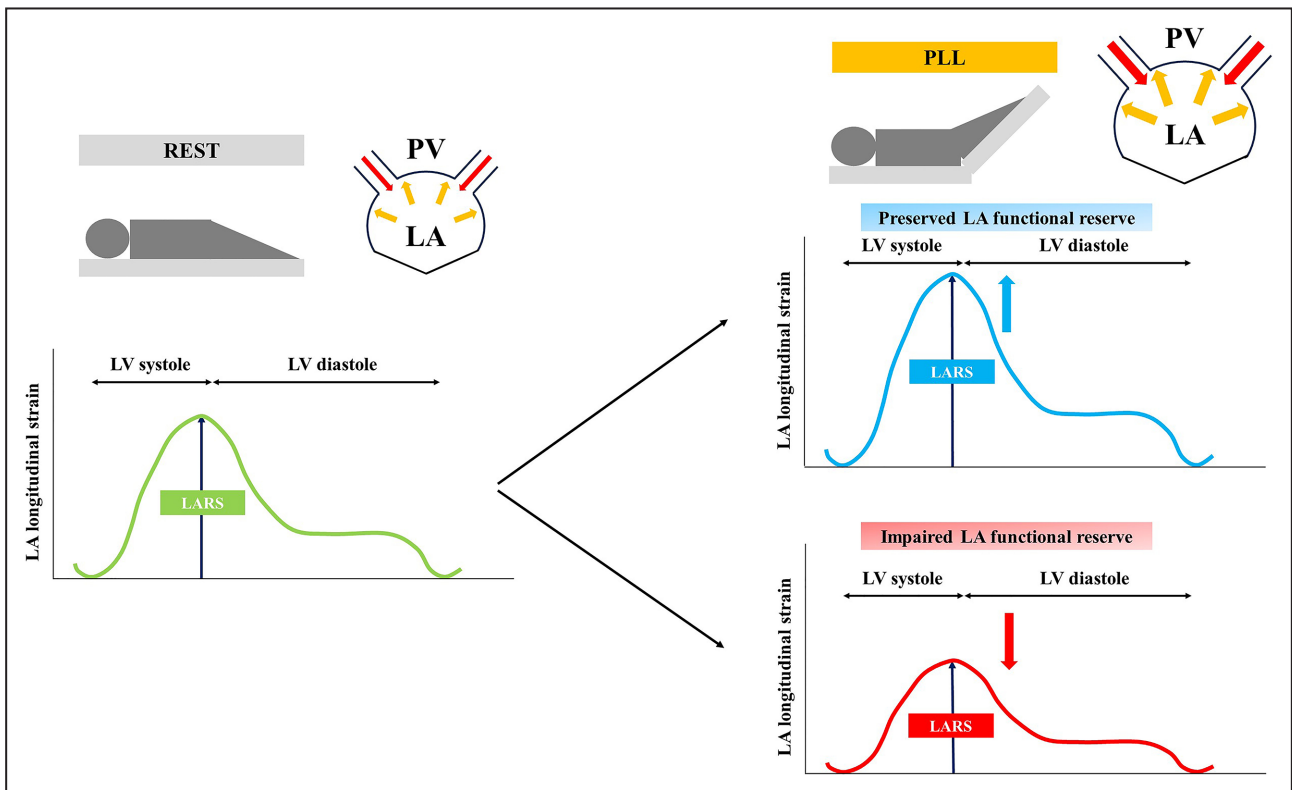 REST
PV
LA
LV systole
LV diastole
LA longitudinal strain
LARS
PLL
PV
LA
Preserved LA functional reserve
LV systole
LV diastole
LA longitudinal strain
LARS
Impaired LA functional reserve
LV systole
LV diastole
LA longitudinal strain
LARS